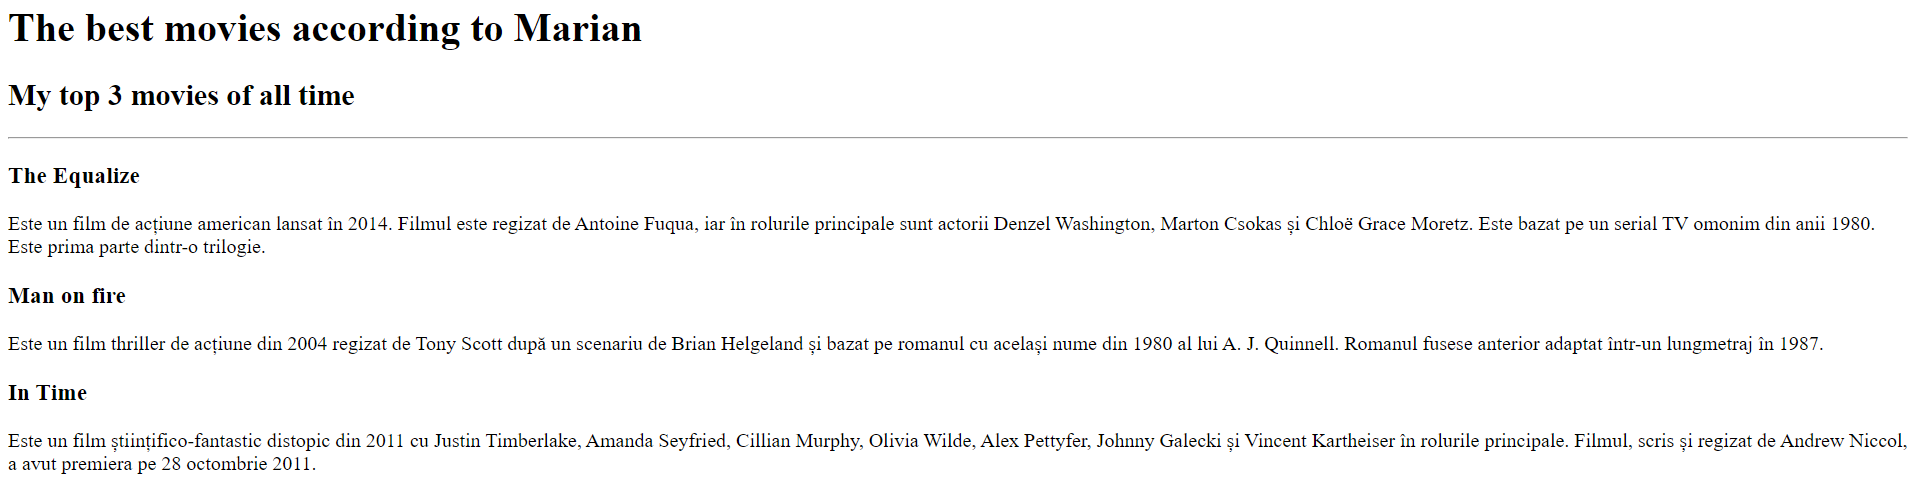 The best movies according to Marian
My top 3 movies of all time
The Equalize
Este un film de acțiune american lansat în 2014. Filmul este regizat de Antoine Fuqua, iar în rolurile principale sunt actorii Denzel Washington, Marton Csokas și Chloë Grace Moretz. Este bazat pe un serial TV omonim din anii 1980.
Este prima parte dintr-o trilogie.
Man on fire
Este un film thriller de acțiune din 2004 regizat de Tony Scott după un scenariu de Brian Helgeland și bazat pe romanul cu același nume din 1980 al lui A. J. Quinnell. Romanul fusese anterior adaptat într-un lungmetraj în 1987.
In Time
Este un film științifico-fantastic distopic din 2011 cu Justin Timberlake, Amanda Seyfried, Cillian Murphy, Olivia Wilde, Alex Pettyfer, Johnny Galecki și Vincent Kartheiser în rolurile principale. Filmul, scris și regizat de Andrew Niccol,
a avut premiera pe 28 octombrie 2011.